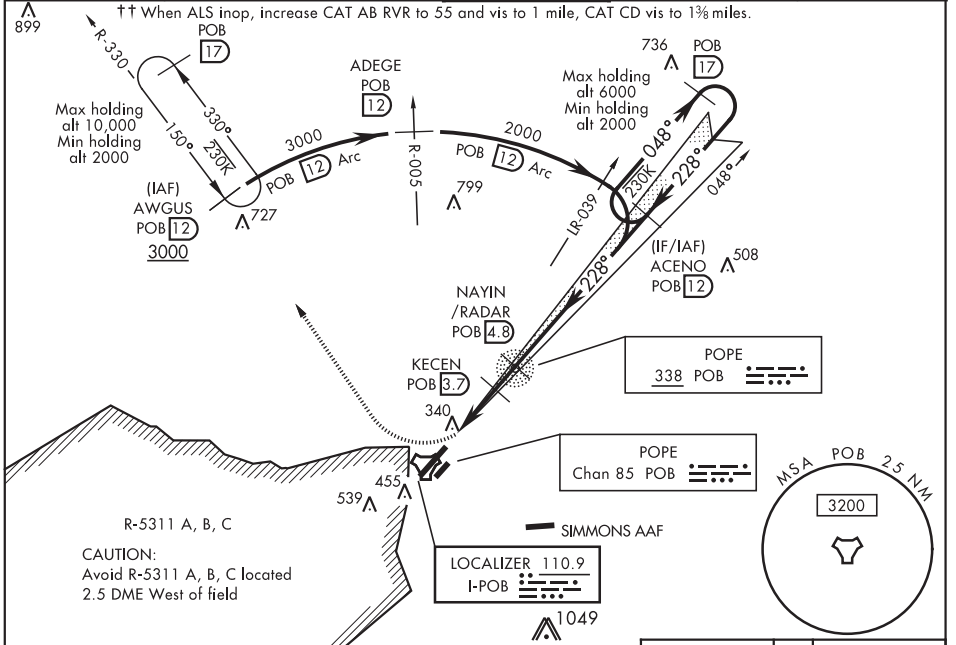 †† When ALS inop, increase CAT AB RVR to 55 and vis to 1 mile, CAT CD vis to 1⅜ miles.
899
R-330
POB
17
Max holding
alt 10,000
Min holding
alt 2000
330°
150°
230K
(IAF)
AWGUS
POB 12
3000
727
3000
POB 12 Arc
ADEGE
POB
12
R-005
2000
POB 12 Arc
799
736
POB
17
Max holding
alt 6000
Min holding
alt 2000
048°
230K
228°
048°
LR-039
(IF/IAF)
ACENO
POB 12
508
228°
NAYIN
/RADAR
POB 4.8
KECEN
POB 3.7
340
POPE
338 POB
POPE
Chan 85 POB
455
539
R-5311 A, B, C
CAUTION:
Avoid R-5311 A, B, C located
2.5 DME West of field
SIMMONS AAF
LOCALIZER 110.9
I-POB
1049
MSA POB 25 NM
3200